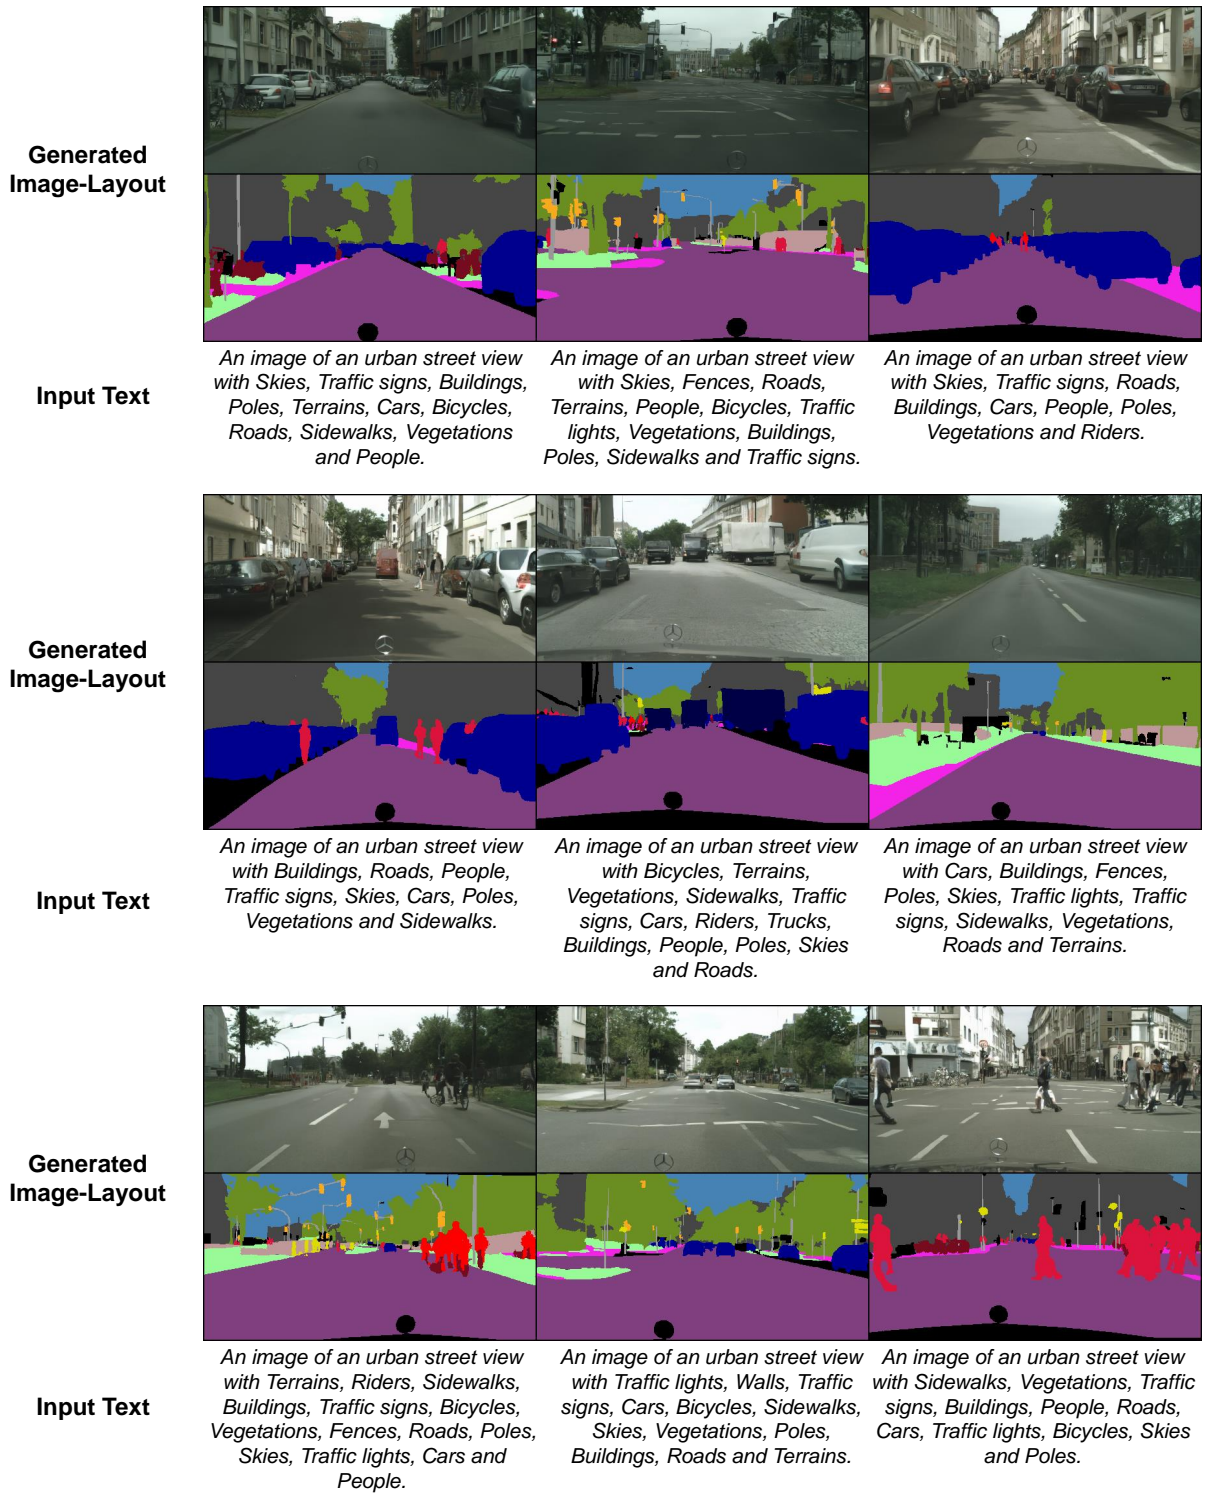 Generated
Image-Layout
Input Text
An image of an urban street view
with Skies, Traffic signs, Buildings,
Poles, Terrains, Cars, Bicycles,
Roads, Sidewalks, Vegetations
and People.
An image of an urban street view
with Skies, Fences, Roads,
Terrains, People, Bicycles, Traffic
lights, Vegetations, Buildings,
Poles, Sidewalks and Traffic signs.
An image of an urban street view
with Skies, Traffic signs, Roads,
Buildings, Cars, People, Poles,
Vegetations and Riders.
Generated
Image-Layout
Input Text
An image of an urban street view
with Buildings, Roads, People,
Traffic signs, Skies, Cars, Poles,
Vegetations and Sidewalks.
An image of an urban street view
with Bicycles, Terrains,
Vegetations, Sidewalks, Traffic
signs, Cars, Riders, Trucks,
Buildings, People, Poles, Skies
and Roads.
An image of an urban street view
with Cars, Buildings, Fences,
Poles, Skies, Traffic lights, Traffic
signs, Sidewalks, Vegetations,
Roads and Terrains.
Generated
Image-Layout
Input Text
An image of an urban street view
with Terrains, Riders, Sidewalks,
Buildings, Traffic signs, Bicycles,
Vegetations, Fences, Roads, Poles,
Skies, Traffic lights, Cars and
People.
An image of an urban street view
with Traffic lights, Walls, Traffic
signs, Cars, Bicycles, Sidewalks,
Skies, Vegetations, Poles,
Buildings, Roads and Terrains.
An image of an urban street view
with Sidewalks, Vegetations, Traffic
signs, Buildings, People, Roads,
Cars, Traffic lights, Bicycles, Skies
and Poles.